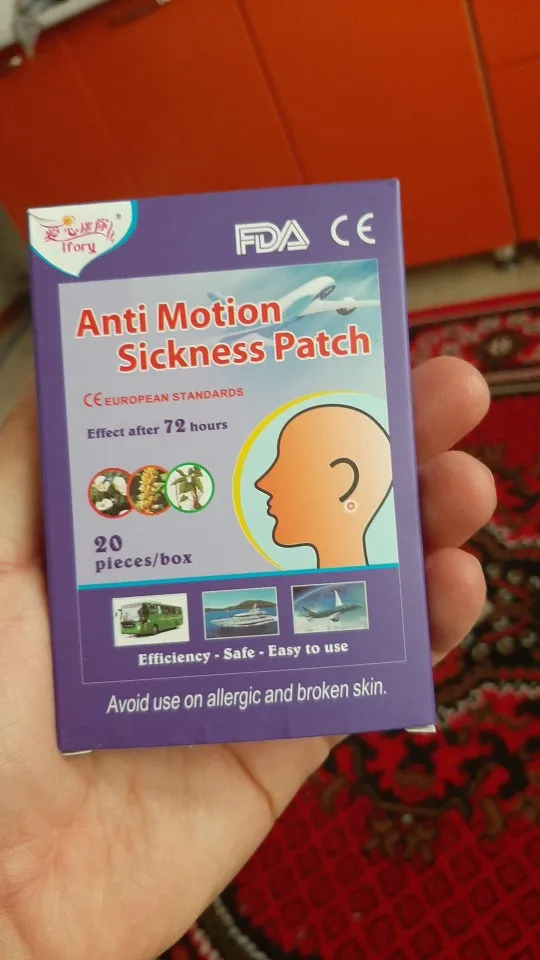 Ifory
®
FDA CE
Anti Motion
Sickness Patch
CE EUROPEAN STANDARDS
Effect after 72 hours
20
pieces/box
Efficiency - Safe - Easy to use
Avoid use on allergic and broken skin.